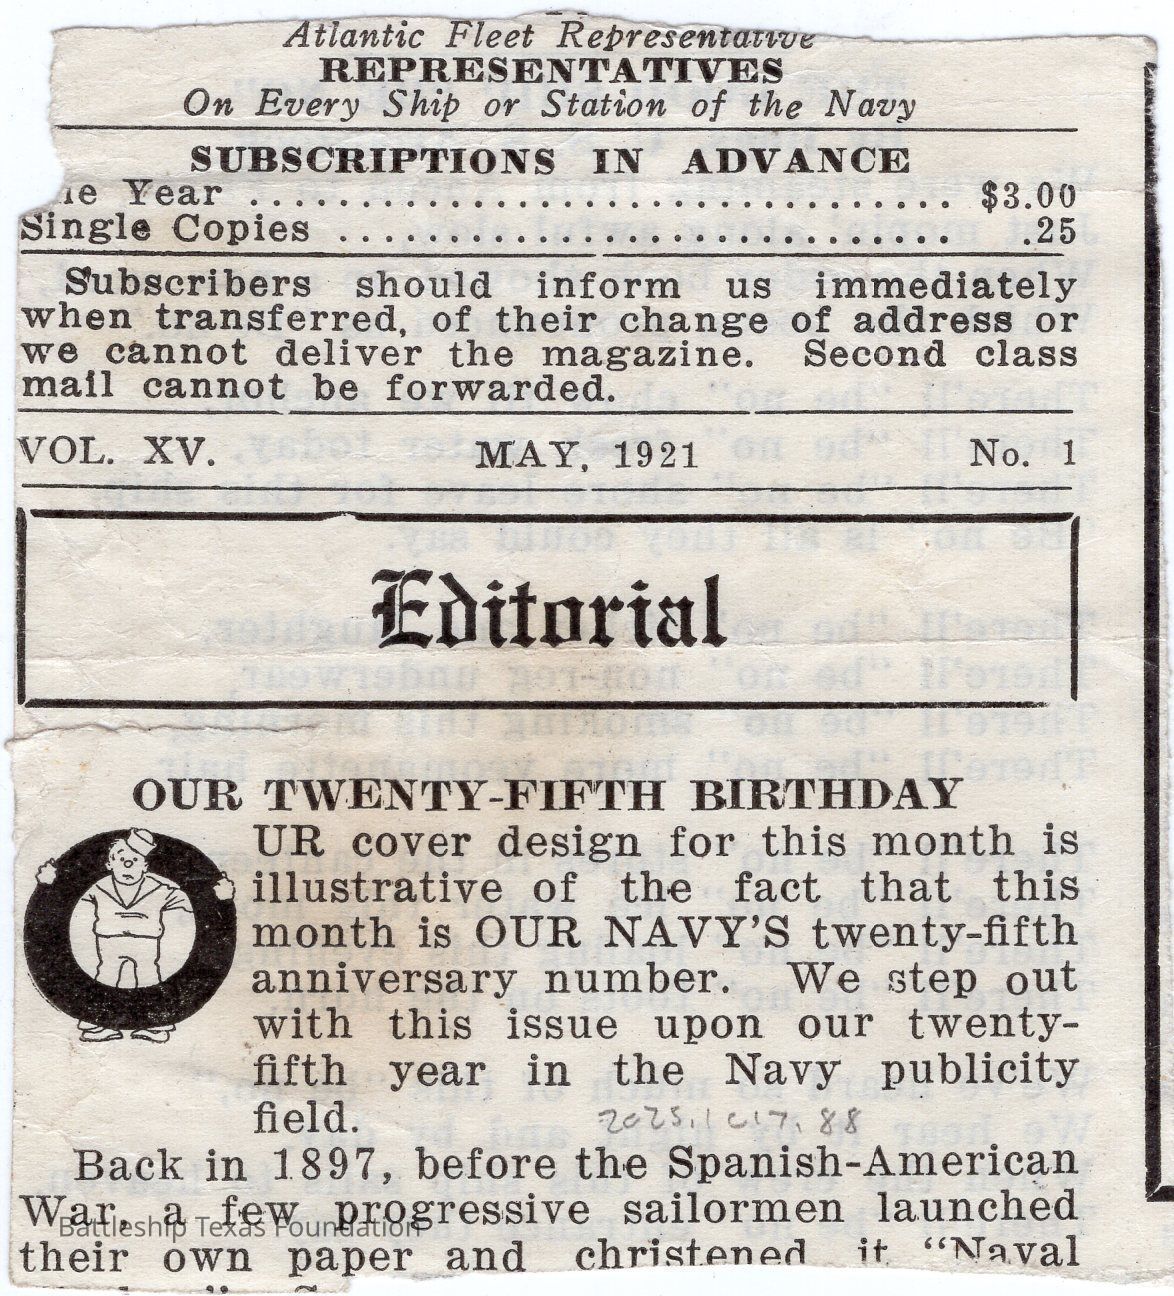 Atlantic Fleet Representative
REPRESENTATIVES
On Every Ship or Station of the Navy
SUBSCRIPTIONS IN ADVANCE
ne Year ........................................ $3.00
Single Copies ........................................ .25
Subscribers should inform us immediately
when transferred, of their change of address or
we cannot deliver the magazine. Second class
mail cannot be forwarded.
VOL. XV. MAY, 1921 No. 1
Editorial
OUR TWENTY-FIFTH BIRTHDAY
OUR cover design for this month is
illustrative of the fact that this
month is OUR NAVY'S twenty-fifth
anniversary number. We step out
with this issue upon our twenty-
fifth year in the Navy publicity
field.
2025.1017.88
Back in 1897, before the Spanish-American
War, a few progressive sailormen launched
Battleship Texas Foundation
their own paper and christened it "Naval